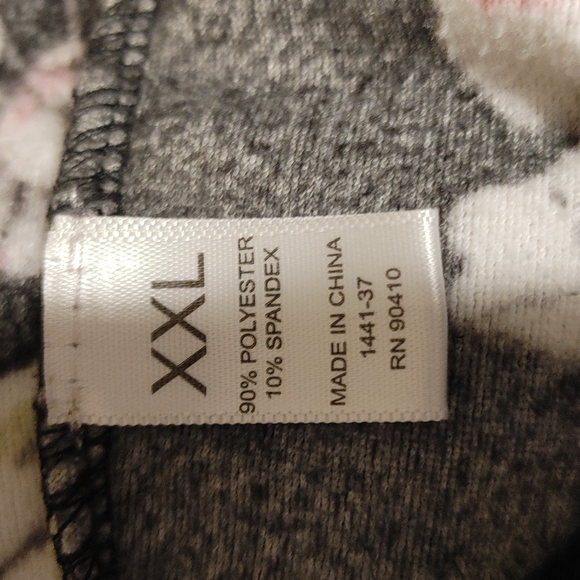 XXL
90% POLYESTER
10% SPANDEX
MADE IN CHINA
1441-37
RN 90410